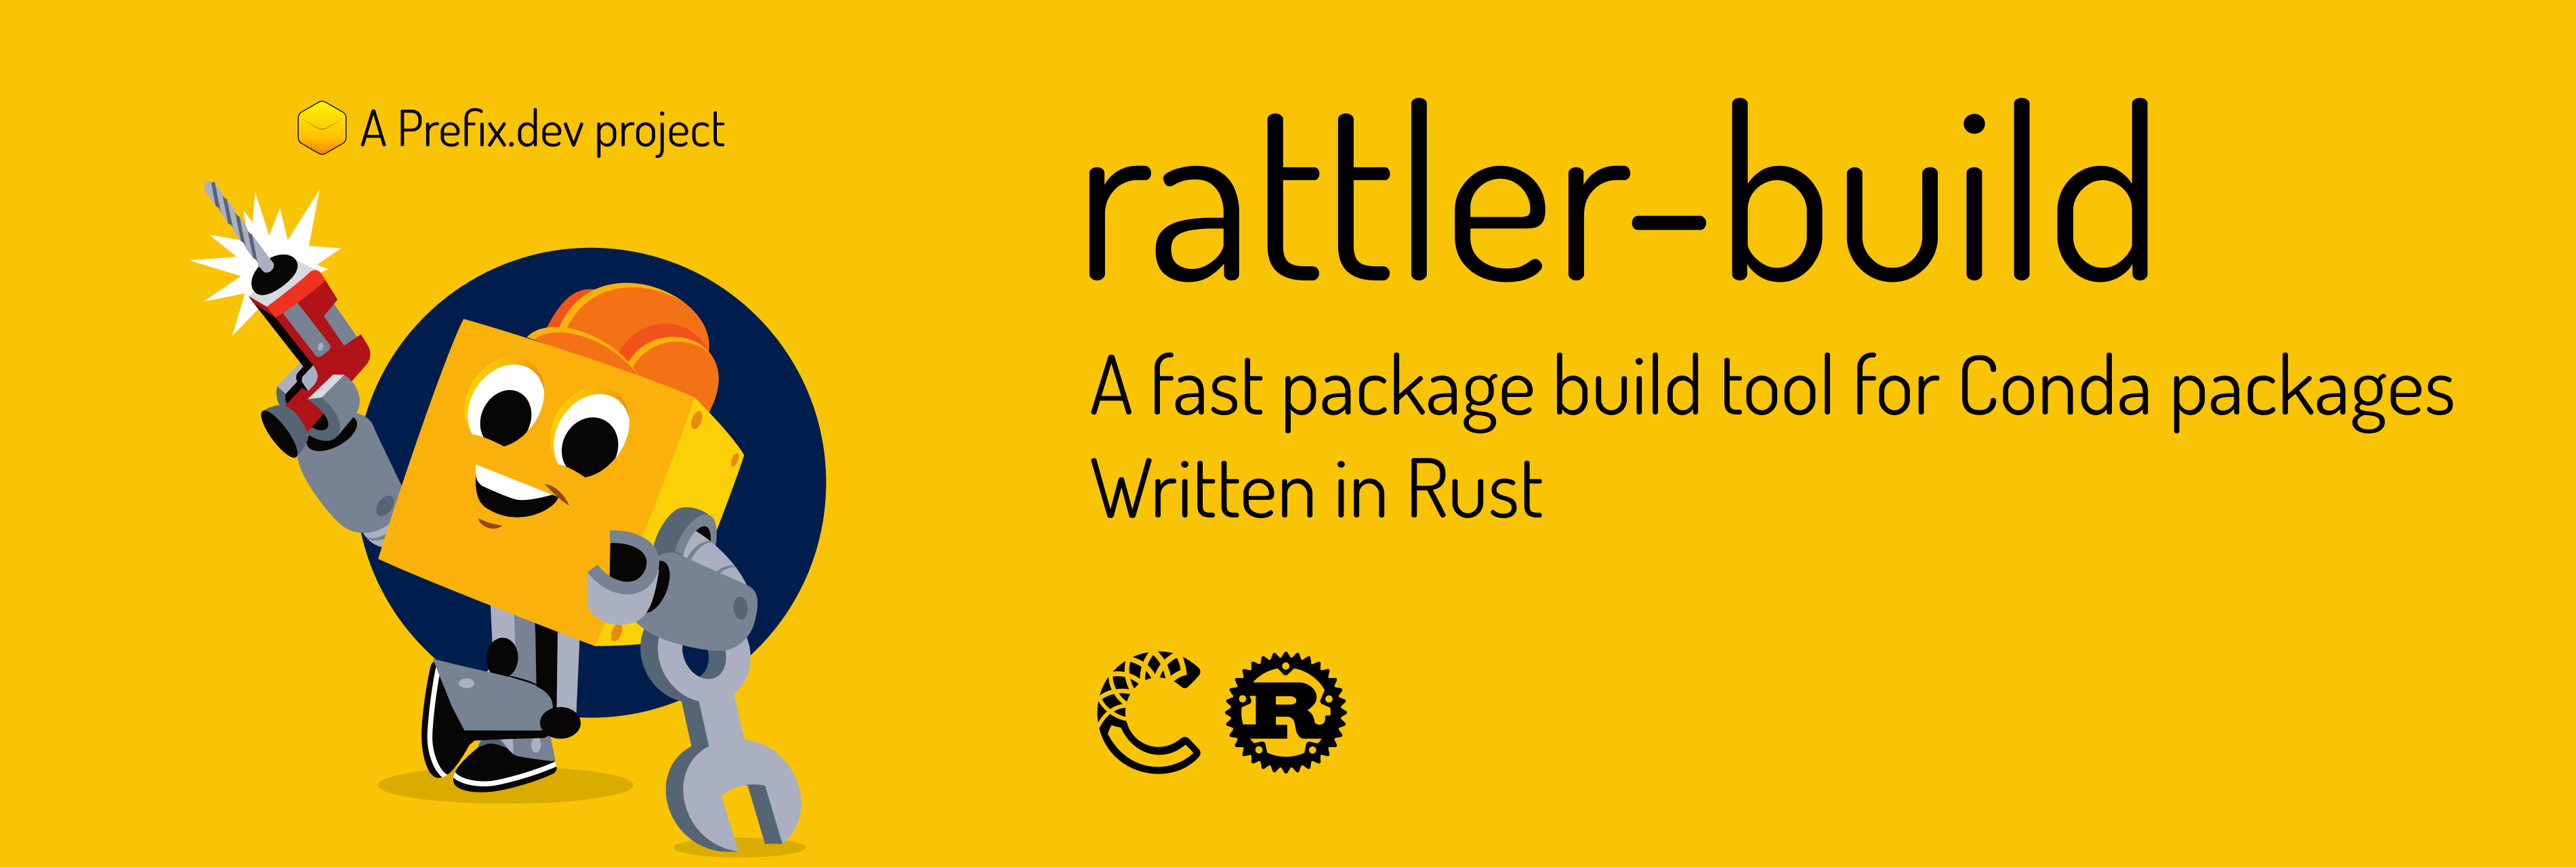 A Prefix.dev project
rattler-build
A fast package build tool for Conda packages
Written in Rust
C R